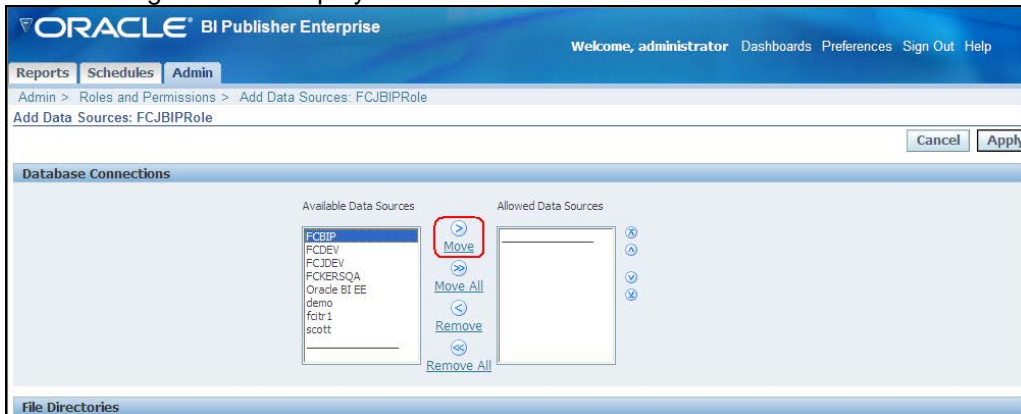 ORACLE® BI Publisher Enterprise
Welcome, administrator Dashboards Preferences Sign Out Help
Reports Schedules Admin
Admin > Roles and Permissions > Add Data Sources: FCJBIPRole
Add Data Sources: FCJBIPRole
Cancel Apply
Database Connections
Available Data Sources Allowed Data Sources
FCBIP
FCDEV
FCJDEV
FCKERSQA
Oracle BI EE
demo
fcitr1
scott
Move
Move All
Remove
Remove All
File Directories